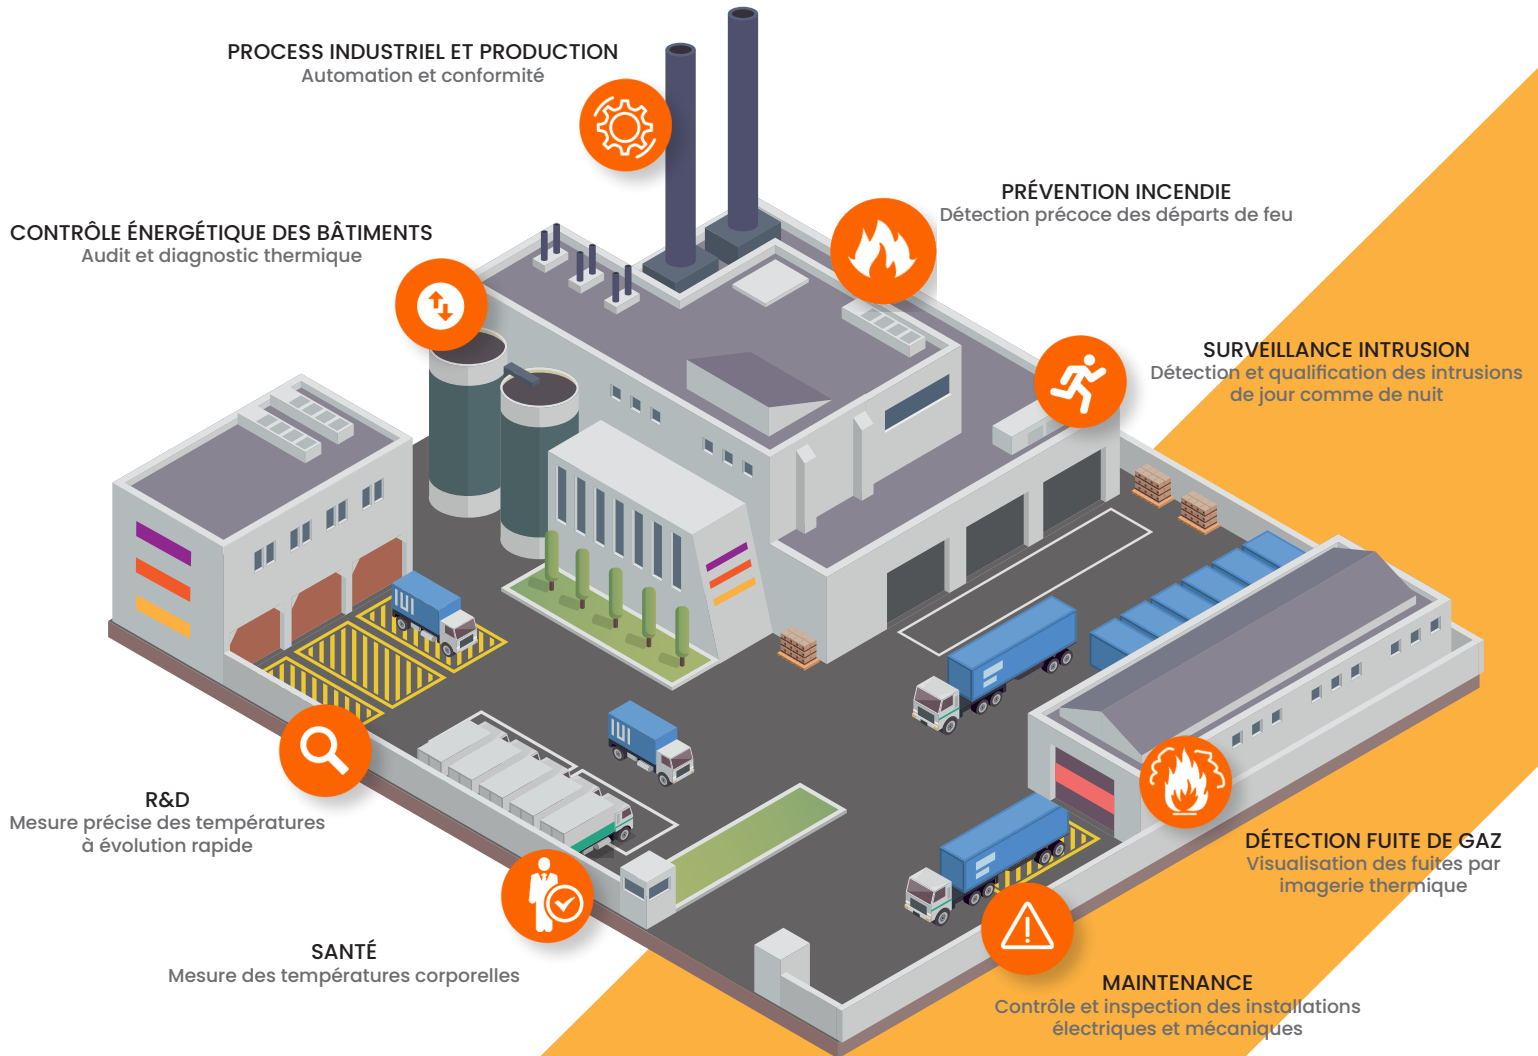 PROCESS INDUSTRIEL ET PRODUCTION
Automation et conformité
PRÉVENTION INCENDIE
Détection précoce des départs de feu
CONTRÔLE ÉNERGÉTIQUE DES BÂTIMENTS
Audit et diagnostic thermique
SURVEILLANCE INTRUSION
Détection et qualification des intrusions
de jour comme de nuit
R&D
Mesure précise des températures
à évolution rapide
DÉTECTION FUITE DE GAZ
Visualisation des fuites par
imagerie thermique
SANTÉ
Mesure des températures corporelles
MAINTENANCE
Contrôle et inspection des installations
électriques et mécaniques